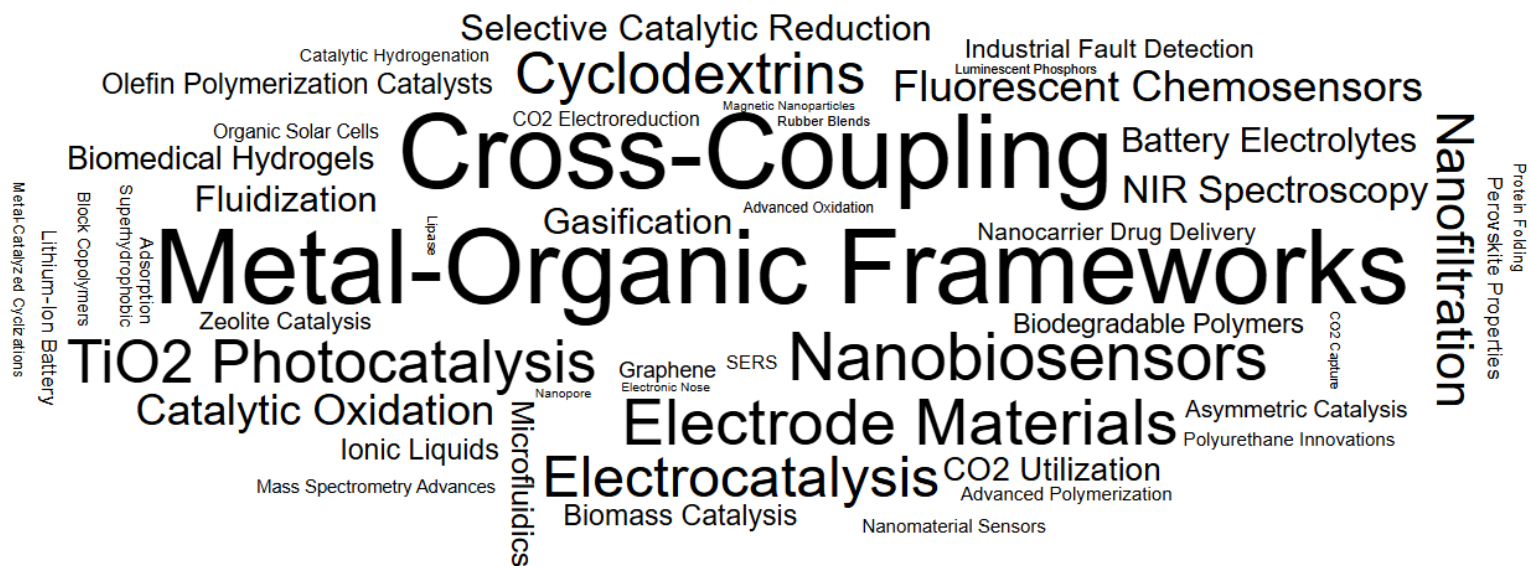 Selective Catalytic Reduction
Catalytic Hydrogenation
Industrial Fault Detection
Olefin Polymerization Catalysts
Cyclodextrins
Luminescent Phosphors
Fluorescent Chemosensors
Magnetic Nanoparticles
CO2 Electroreduction
Rubber Blends
Organic Solar Cells
Cross-Coupling
Battery Electrolytes
Biomedical Hydrogels
NIR Spectroscopy
Fluidization
Gasification
Advanced Oxidation
Nanocarrier Drug Delivery
Metal-Catalyzed Cyclizations
Lithium-Ion Battery
Block Copolymers
Superhydrophobic
Adsorption
Lipase
Metal-Organic Frameworks
Nanofiltration
Perovskite Properties
Protein Folding
Zeolite Catalysis
Biodegradable Polymers
CO2 Capture
TiO2 Photocatalysis
Graphene
SERS
Nanobiosensors
Electronic Nose
Nanopore
Catalytic Oxidation
Microfluidics
Electrode Materials
Asymmetric Catalysis
Polyurethane Innovations
Ionic Liquids
Electrocatalysis
CO2 Utilization
Mass Spectrometry Advances
Advanced Polymerization
Biomass Catalysis
Nanomaterial Sensors